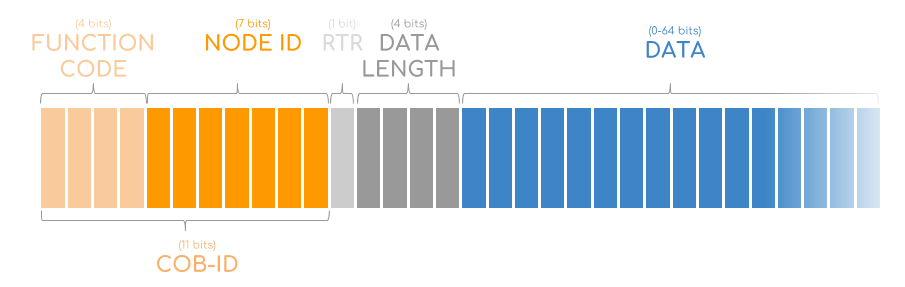 (4 bits)
FUNCTION
CODE
(7 bits)
NODE ID
(1 bit)
RTR
(4 bits)
DATA
LENGTH
(0-64 bits)
DATA
(11 bits)
COB-ID